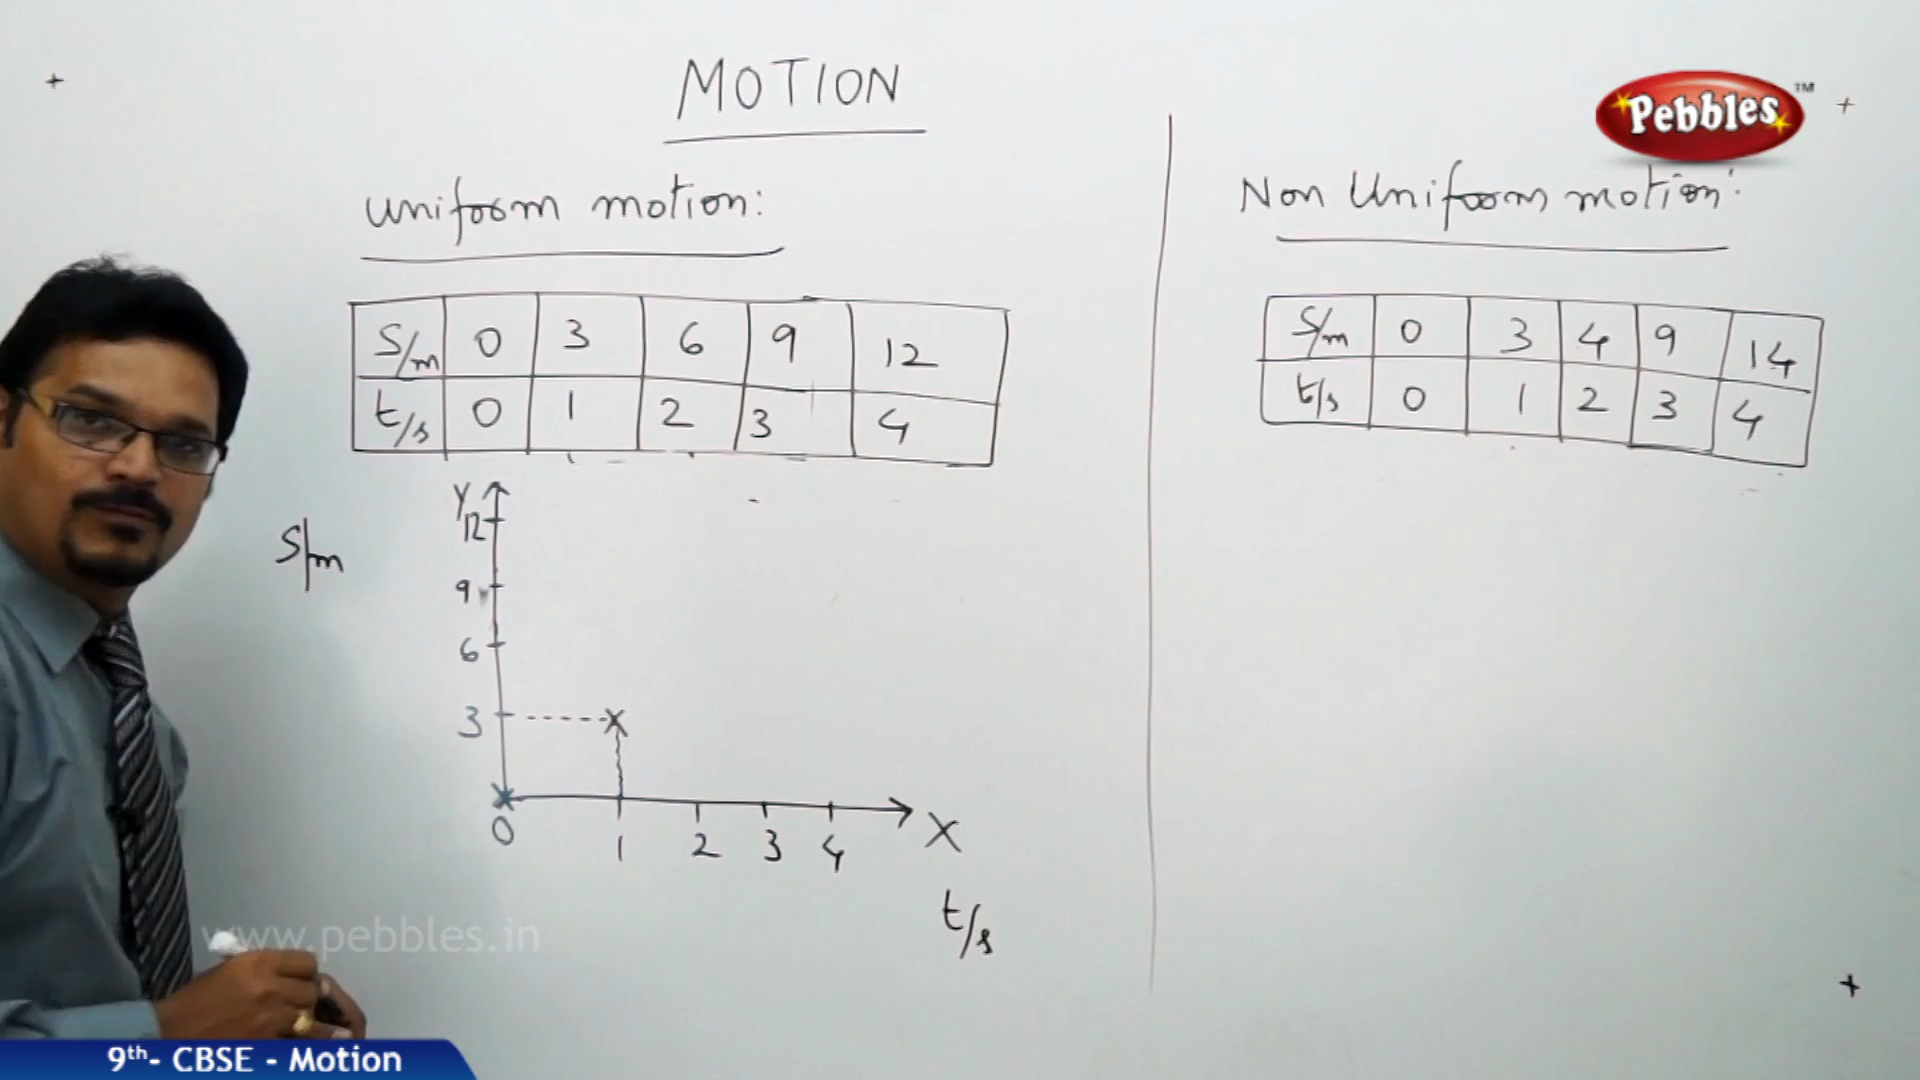 MOTION
Pebbles™
Uniform motion:
S/m 0 3 6 9 12
t/s 0 1 2 3 4
Y
12
9
6
3
S/m
0 1 2 3 4
X
t/s
Non Uniform motion:
S/m 0 3 4 9 14
t/s 0 1 2 3 4
www.pebbles.in
9th- CBSE - Motion